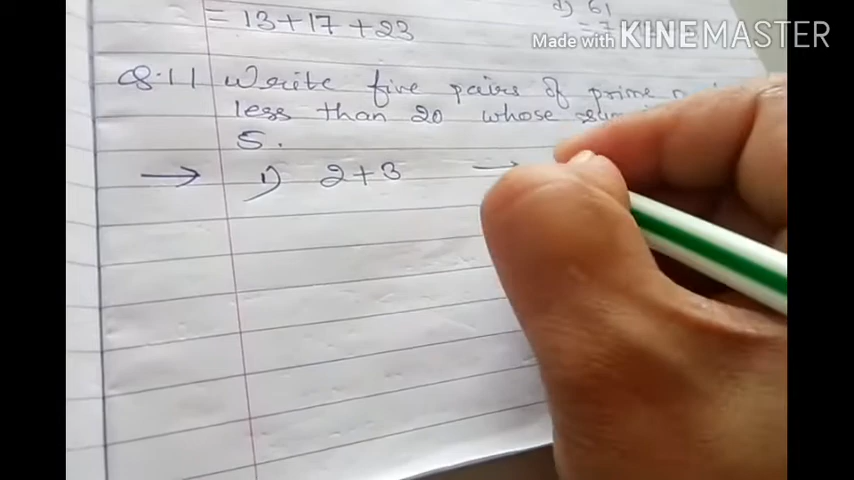 = 13+17+23
d) 61
Made with KINEMASTER
Q.11 Write five pairs of prime
less than 20 whose
5.
→ 1) 2+3 →